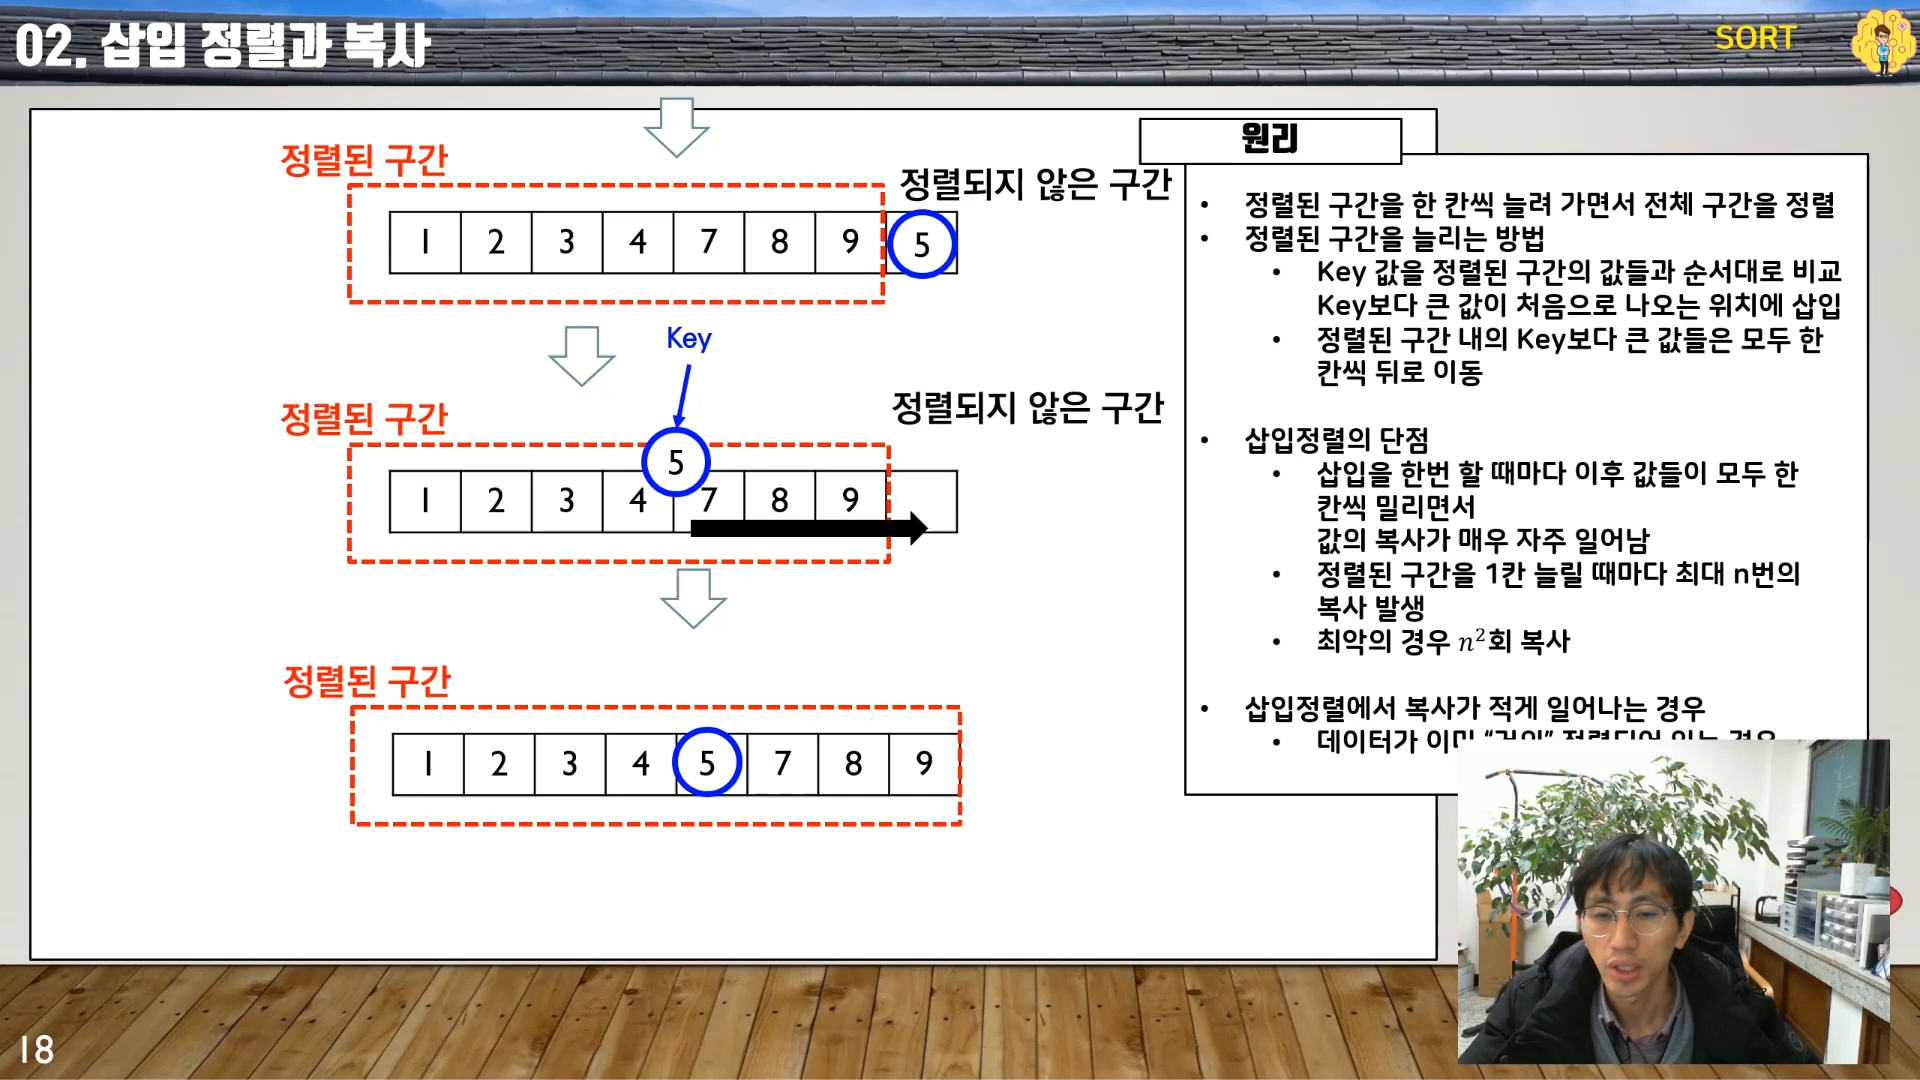 02. 삽입 정렬과 복사
SORT
정렬된 구간
정렬되지 않은 구간
1 2 3 4 7 8 9 5
Key
정렬된 구간
정렬되지 않은 구간
5
1 2 3 4 7 8 9
정렬된 구간
1 2 3 4 5 7 8 9
원리
• 정렬된 구간을 한 칸씩 늘려 가면서 전체 구간을 정렬
• 정렬된 구간을 늘리는 방법
• Key 값을 정렬된 구간의 값들과 순서대로 비교
Key보다 큰 값이 처음으로 나오는 위치에 삽입
• 정렬된 구간 내의 Key보다 큰 값들은 모두 한
칸씩 뒤로 이동
• 삽입정렬의 단점
• 삽입을 한번 할 때마다 이후 값들이 모두 한
칸씩 밀리면서
값의 복사가 매우 자주 일어남
• 정렬된 구간을 1칸 늘릴 때마다 최대 n번의
복사 발생
• 최악의 경우 n²회 복사
• 삽입정렬에서 복사가 적게 일어나는 경우
• 데이터가 이미 “거의” 정렬되어 있는 경우
18